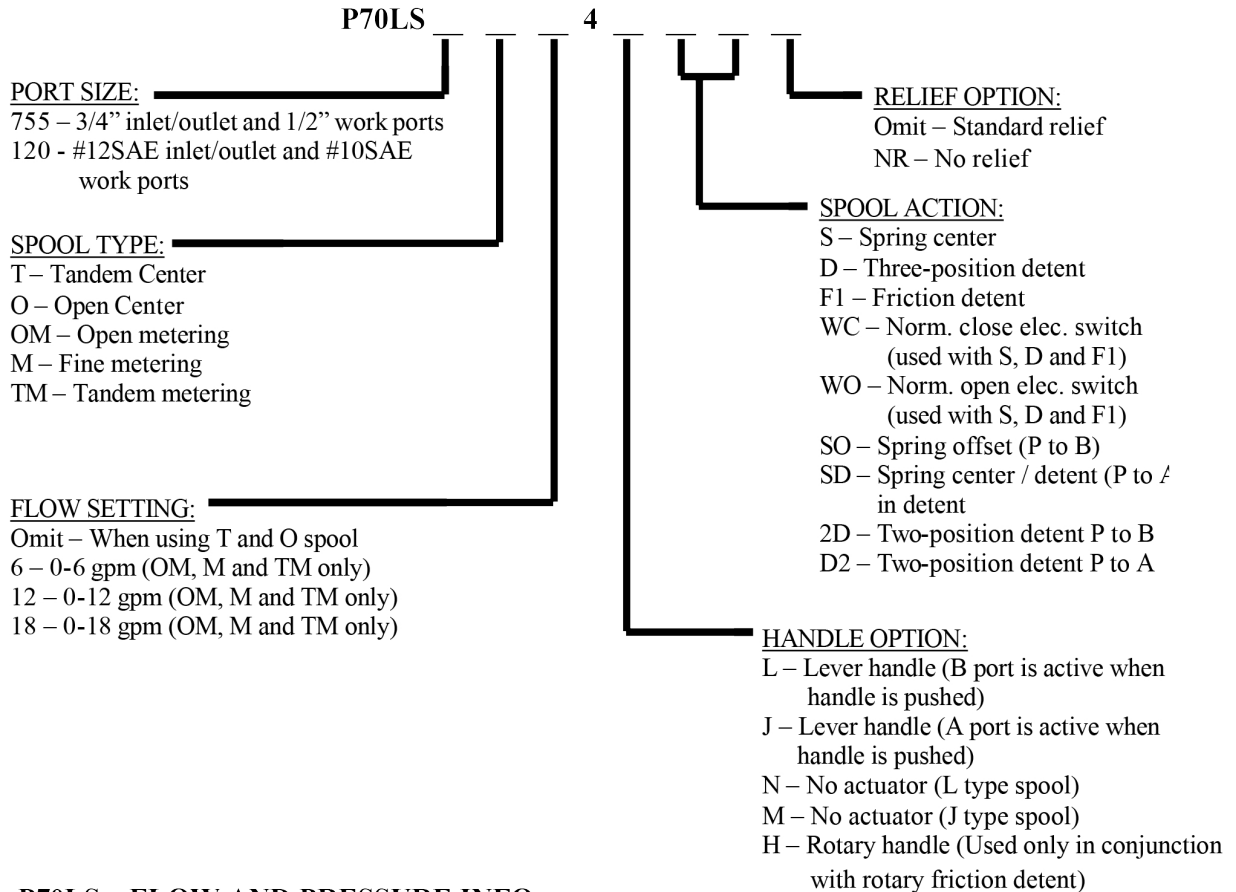 P70LS __ __ __ 4 __ __ __ __
PORT SIZE:
755 – 3/4” inlet/outlet and 1/2” work ports
120 - #12SAE inlet/outlet and #10SAE
work ports
SPOOL TYPE:
T – Tandem Center
O – Open Center
OM – Open metering
M – Fine metering
TM – Tandem metering
FLOW SETTING:
Omit – When using T and O spool
6 – 0-6 gpm (OM, M and TM only)
12 – 0-12 gpm (OM, M and TM only)
18 – 0-18 gpm (OM, M and TM only)
RELIEF OPTION:
Omit – Standard relief
NR – No relief
SPOOL ACTION:
S – Spring center
D – Three-position detent
F1 – Friction detent
WC – Norm. close elec. switch
(used with S, D and F1)
WO – Norm. open elec. switch
(used with S, D and F1)
SO – Spring offset (P to B)
SD – Spring center / detent (P to
in detent
2D – Two-position detent P to B
D2 – Two-position detent P to A
HANDLE OPTION:
L – Lever handle (B port is active when
handle is pushed)
J – Lever handle (A port is active when
handle is pushed)
N – No actuator (L type spool)
M – No actuator (J type spool)
H – Rotary handle (Used only in conjunction
with rotary friction detent)